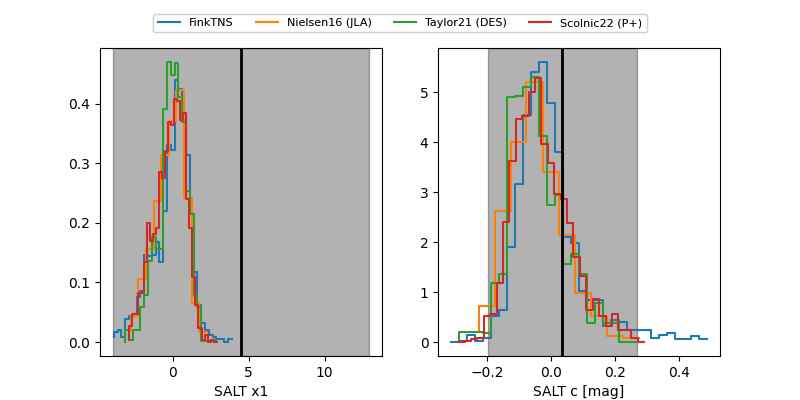 FinkTNS Nielsen16 (JLA) Taylor21 (DES) Scolnic22 (P+)
0.4
0.3
0.2
0.1
0.0
0 5 10
SALT x1
5
4
3
2
1
0
−0.2 0.0 0.2 0.4
SALT c [mag]